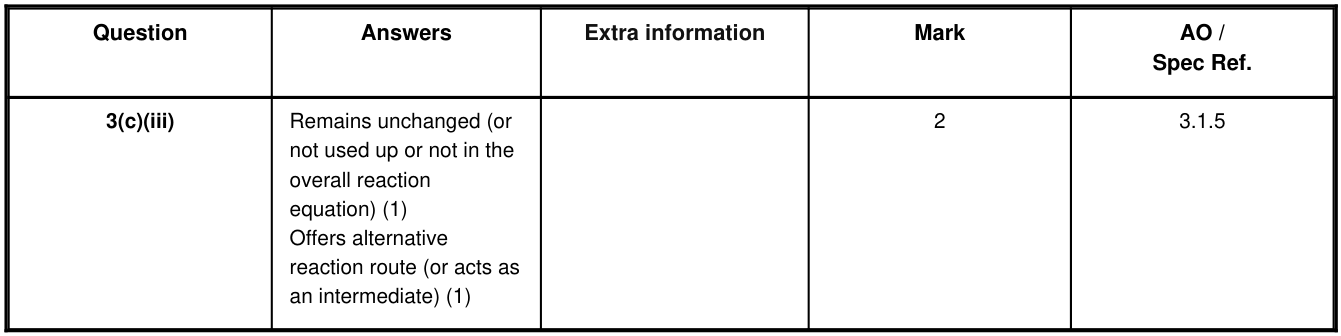 Question Answers Extra information Mark AO /
Spec Ref.
3(c)(iii) Remains unchanged (or 2 3.1.5
not used up or not in the
overall reaction
equation) (1)
Offers alternative
reaction route (or acts as
an intermediate) (1)